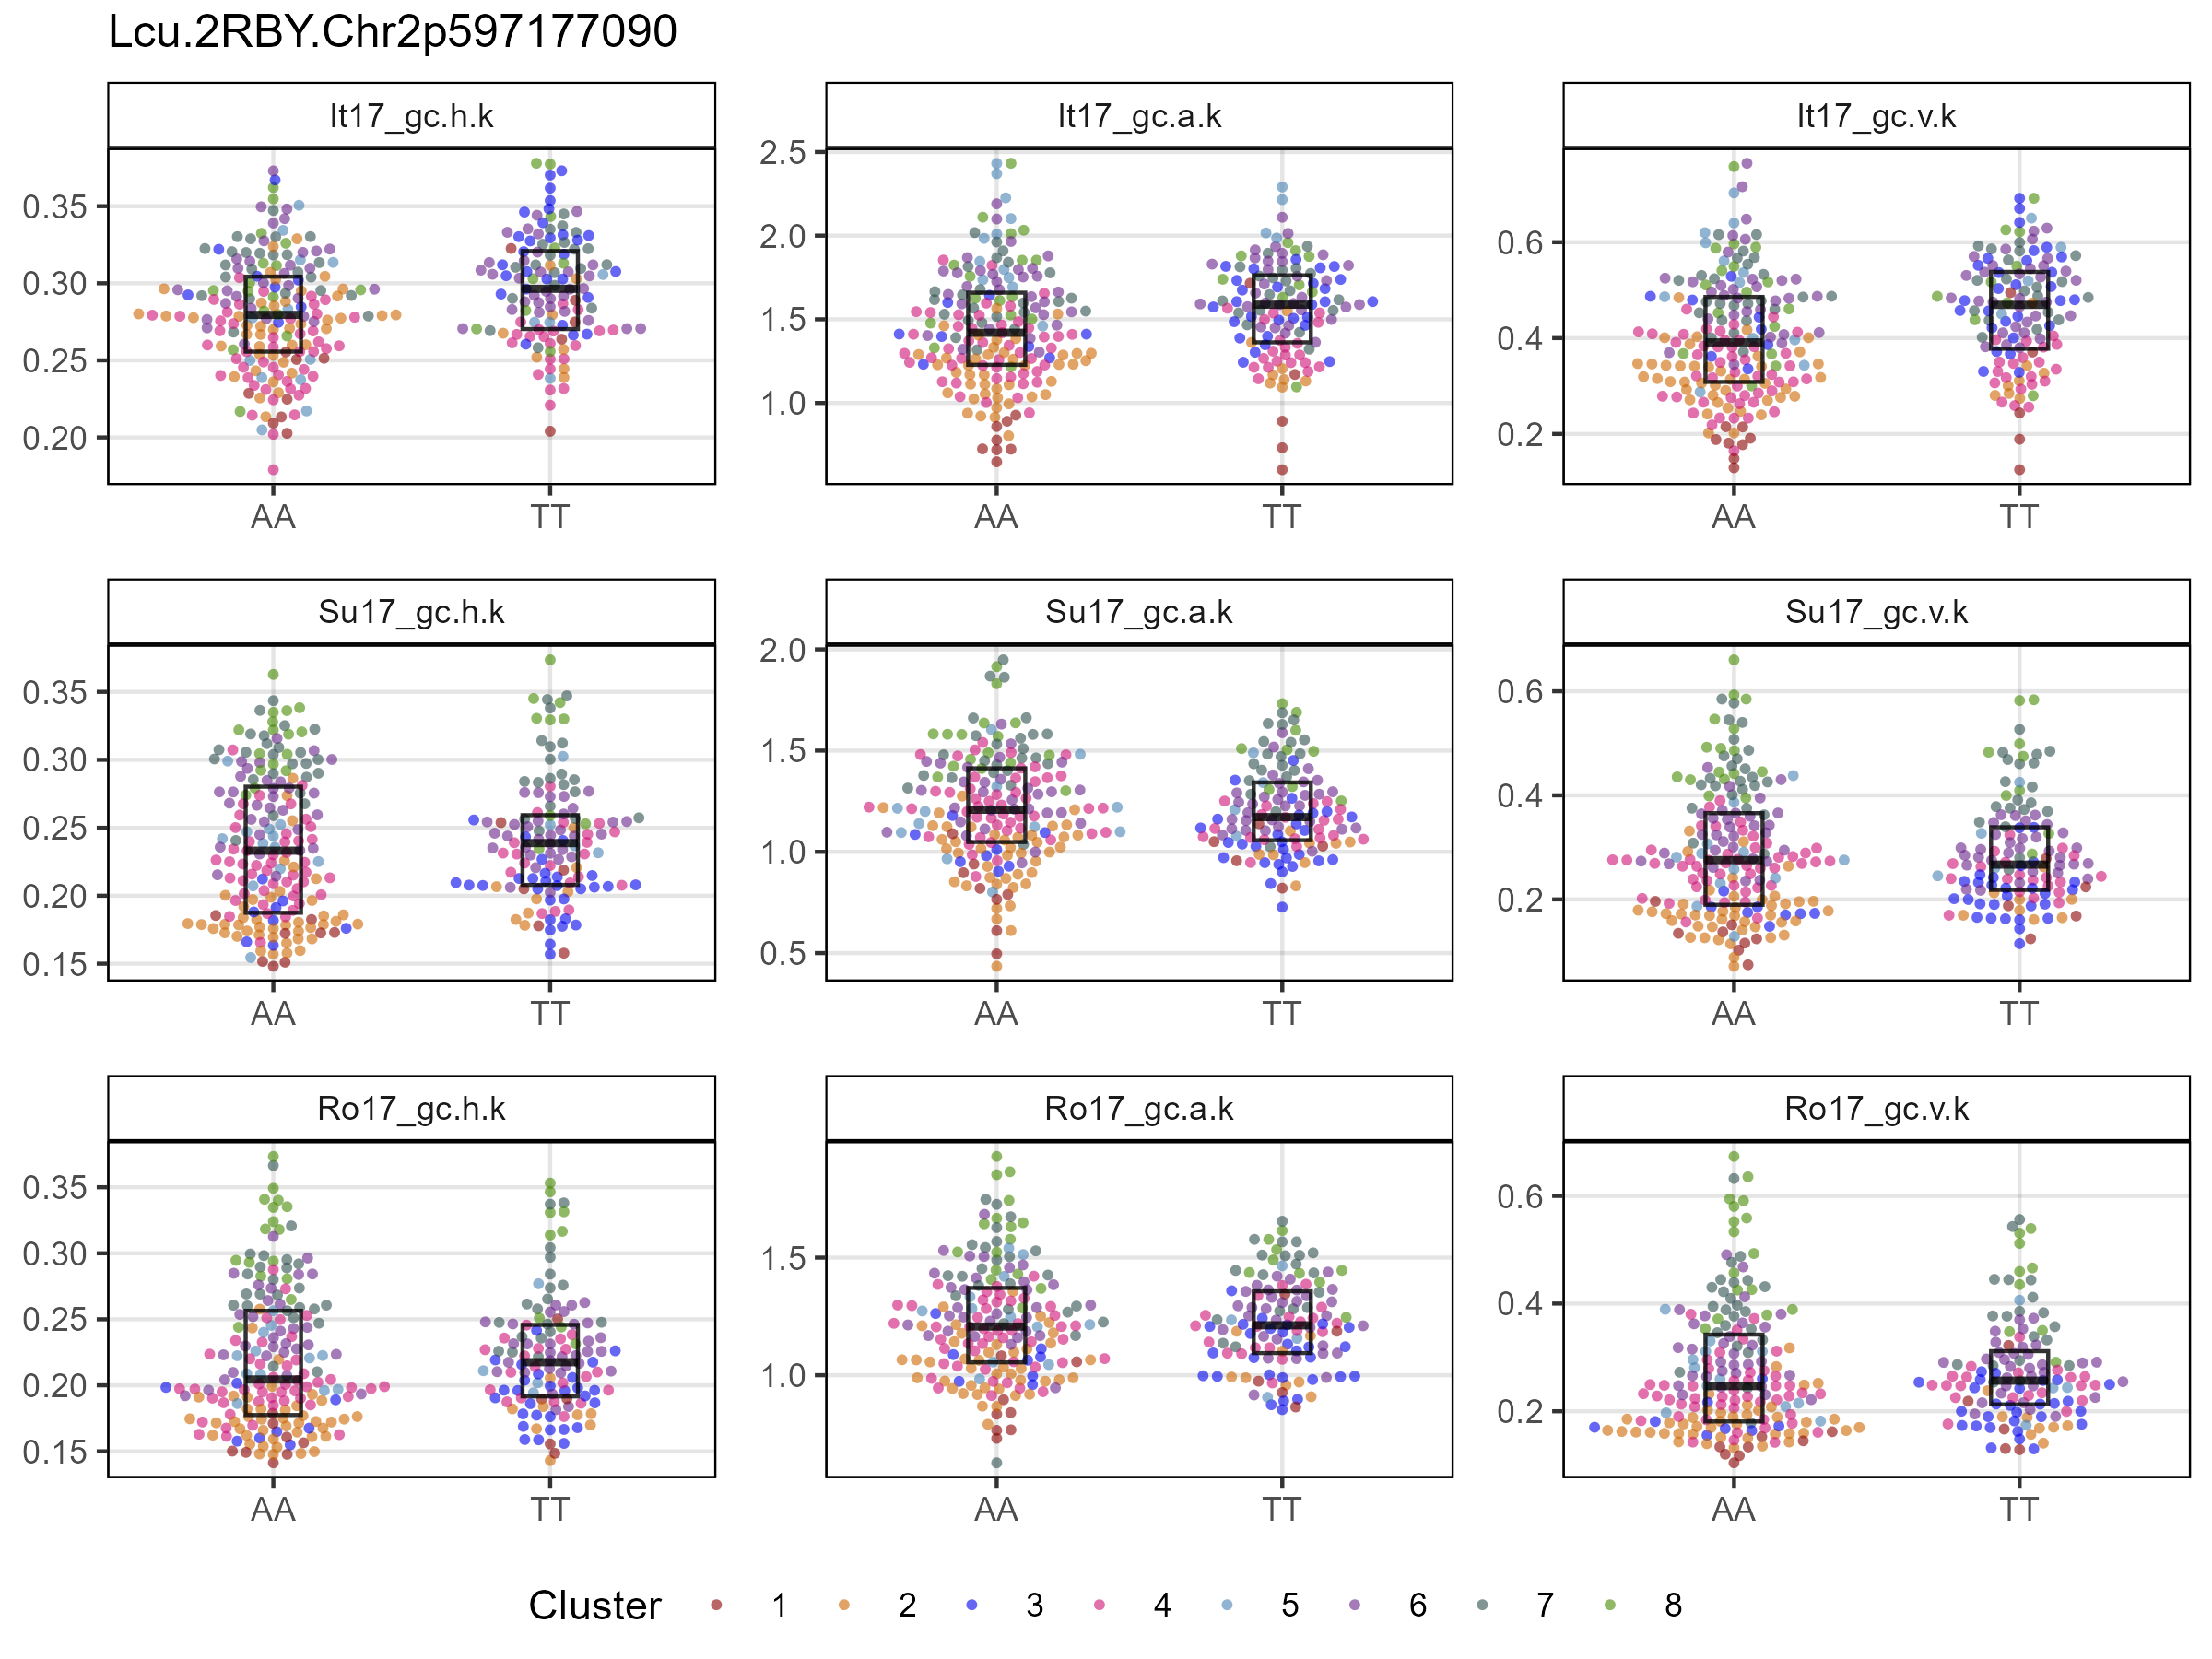 Lcu.2RBY.Chr2p597177090
It17_gc.h.k
It17_gc.a.k
It17_gc.v.k
0.35
0.30
0.25
0.20
2.5
2.0
1.5
1.0
0.6
0.4
0.2
AA
TT
AA
TT
AA
TT
Su17_gc.h.k
Su17_gc.a.k
Su17_gc.v.k
0.35
0.30
0.25
0.20
0.15
2.0
1.5
1.0
0.5
0.6
0.4
0.2
AA
TT
AA
TT
AA
TT
Ro17_gc.h.k
Ro17_gc.a.k
Ro17_gc.v.k
0.35
0.30
0.25
0.20
0.15
1.5
1.0
0.6
0.4
0.2
AA
TT
AA
TT
AA
TT
Cluster 1 2 3 4 5 6 7 8